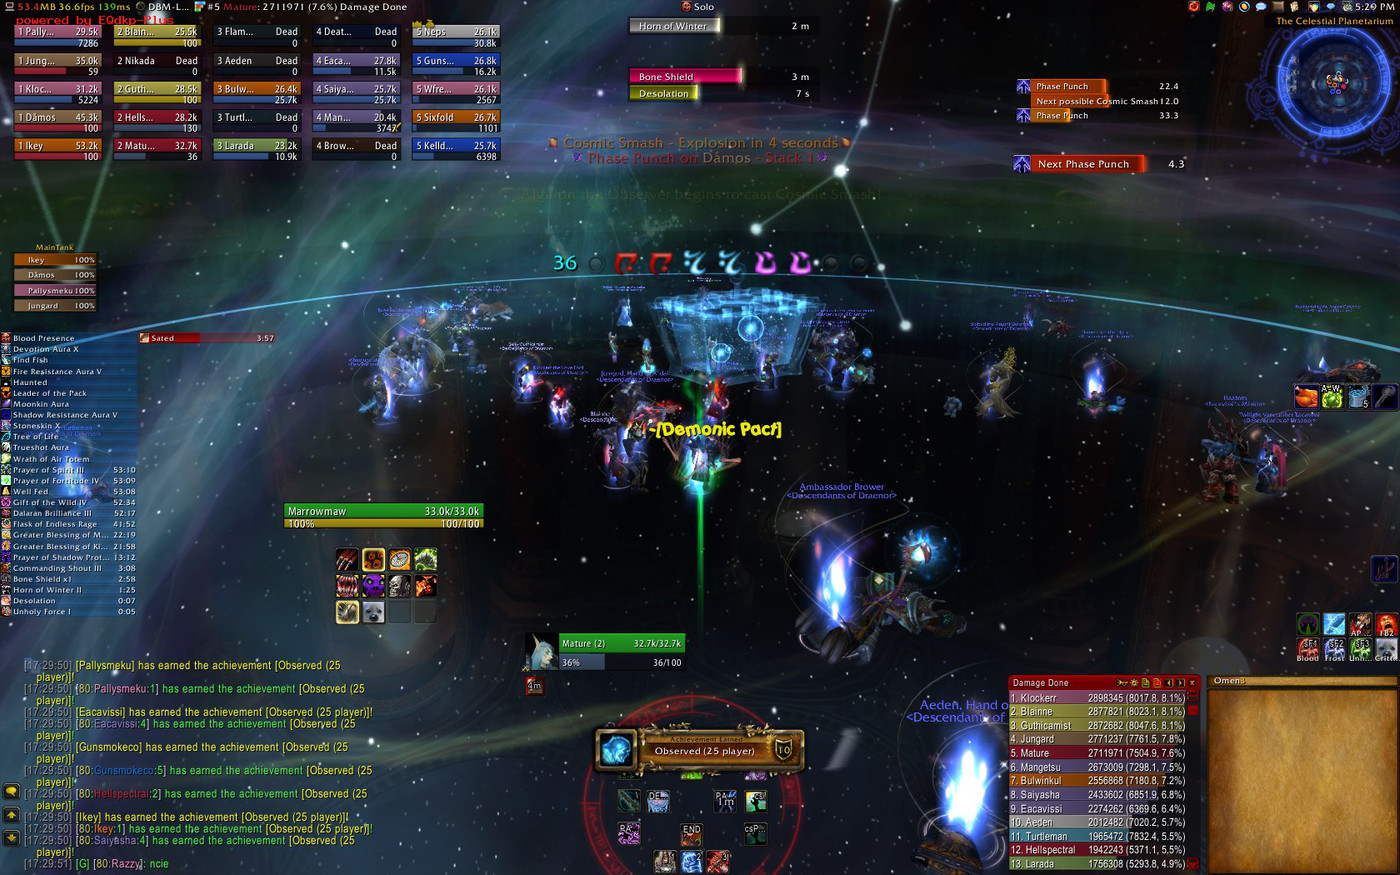 53.4MB 36.6fps 139ms DBM-L... #5 Mature: 2711971 (7.6%) Damage Done
Solo
5:29 PM
powered by EQdkp-Plus
The Celestial Planetarium
1 Pally... 29.5k 7286
2 Blain... 25.5k 100
3 Flam... Dead 0
4 Deat... Dead 0
5 Neps 26.1k 30.8k
1 Jung... 35.0k 59
2 Nikada Dead 0
3 Aeden Dead 0
4 Eaca... 27.8k 11.5k
5 Guns... 26.8k 16.2k
1 Kloc... 31.2k 5224
2 Guth... 28.5k 100
3 Bulw... 26.4k 25.7k
4 Saiya... 25.7k 25.7k
5 Wfre... 26.1k 2567
1 Dâmos 45.3k 100
2 Hells... 28.2k 130
3 Turtl... Dead 0
4 Man... 20.4k 3747
5 Sixfold 26.7k 1101
1 Ikey 53.2k 100
2 Matu... 32.7k 36
3 Larada 23.2k 10.9k
4 Brow... Dead 0
5 Kelld... 25.7k 6398
Horn of Winter 2 m
Bone Shield 3 m
Desolation 7 s
Phase Punch 22.4
Next possible Cosmic Smash 12.0
Phase Punch 33.3
Next Phase Punch 4.3
Cosmic Smash - Explosion in 4 seconds
Phase Punch on Dâmos - Stack 1
Algalon the Observer begins to cast Cosmic Smash!
MainTank
Ikey 100%
Dâmos 100%
Pallysmeku 100%
Jungard 100%
36
Blood Presence
Devotion Aura X
Find Fish
Fire Resistance Aura V
Haunted
Leader of the Pack
Moonkin Aura
Shadow Resistance Aura V
Stoneskin X
Tree of Life
Trueshot Aura
Wrath of Air Totem
Prayer of Spirit III 53:10
Prayer of Fortitude IV 53:09
Well Fed 53:08
Gift of the Wild IV 52:34
Dalaran Brilliance III 52:17
Flask of Endless Rage 41:52
Greater Blessing of M... 22:19
Greater Blessing of Ki... 21:58
Prayer of Shadow Prot... 13:12
Commanding Shout III 3:08
Bone Shield x1 2:58
Horn of Winter II 1:25
Desolation 0:07
Unholy Force I 0:05
Sated 3:57
-[Demonic Pact]
Ambassador Brower
<Descendants of Draenor>
Marrowmaw 33.0k/33.0k
100% 100/100
Mature (2) 32.7k/32.7k
36% 36/100
4m
[17:29:50] [Pallysmeku] has earned the achievement [Observed (25
player)]!
[17:29:50] [80:Pallysmeku:1] has earned the achievement [Observed (25
player)]!
[17:29:50] [Eacavissi] has earned the achievement [Observed (25 player)]!
[17:29:50] [80:Eacavissi:4] has earned the achievement [Observed (25
player)]!
[17:29:50] [Gunsmokeco] has earned the achievement [Observed (25
player)]!
[17:29:50] [80:Gunsmokeco:5] has earned the achievement [Observed (25
player)]!
[17:29:50] [80:Hellspectral:2] has earned the achievement [Observed (25
player)]!
[17:29:50] [Ikey] has earned the achievement [Observed (25 player)]!
[17:29:50] [80:Ikey:1] has earned the achievement [Observed (25 player)]!
[17:29:50] [80:Saiyasha:4] has earned the achievement [Observed (25
player)]!
[17:29:51] [G] [80:Razzy]: ncie
Achievement Earned
Observed (25 player)
10
Aeden, Hand o
<Descendants of
Blood Frost
Damage Done
1. Klockerr 2898345 (8017.8, 8.1%)
2. Blainne 2877821 (8023.1, 8.1%)
3. Guthicamist 2872682 (8047.6, 8.1%)
4. Jungard 2771237 (7761.5, 7.8%)
5. Mature 2711971 (7504.9, 7.6%)
6. Mangetsu 2673009 (7298.1, 7.5%)
7. Bulwinkul 2556868 (7180.8, 7.2%)
8. Saiyasha 2433602 (6851.9, 6.8%)
9. Eacavissi 2274262 (6369.6, 6.4%)
10. Aeden 2012482 (7020.2, 5.7%)
11. Turtleman 1965472 (7832.4, 5.5%)
12. Hellspectral 1942243 (5371.1, 5.5%)
13. Larada 1756308 (5293.8, 4.9%)
Omen3